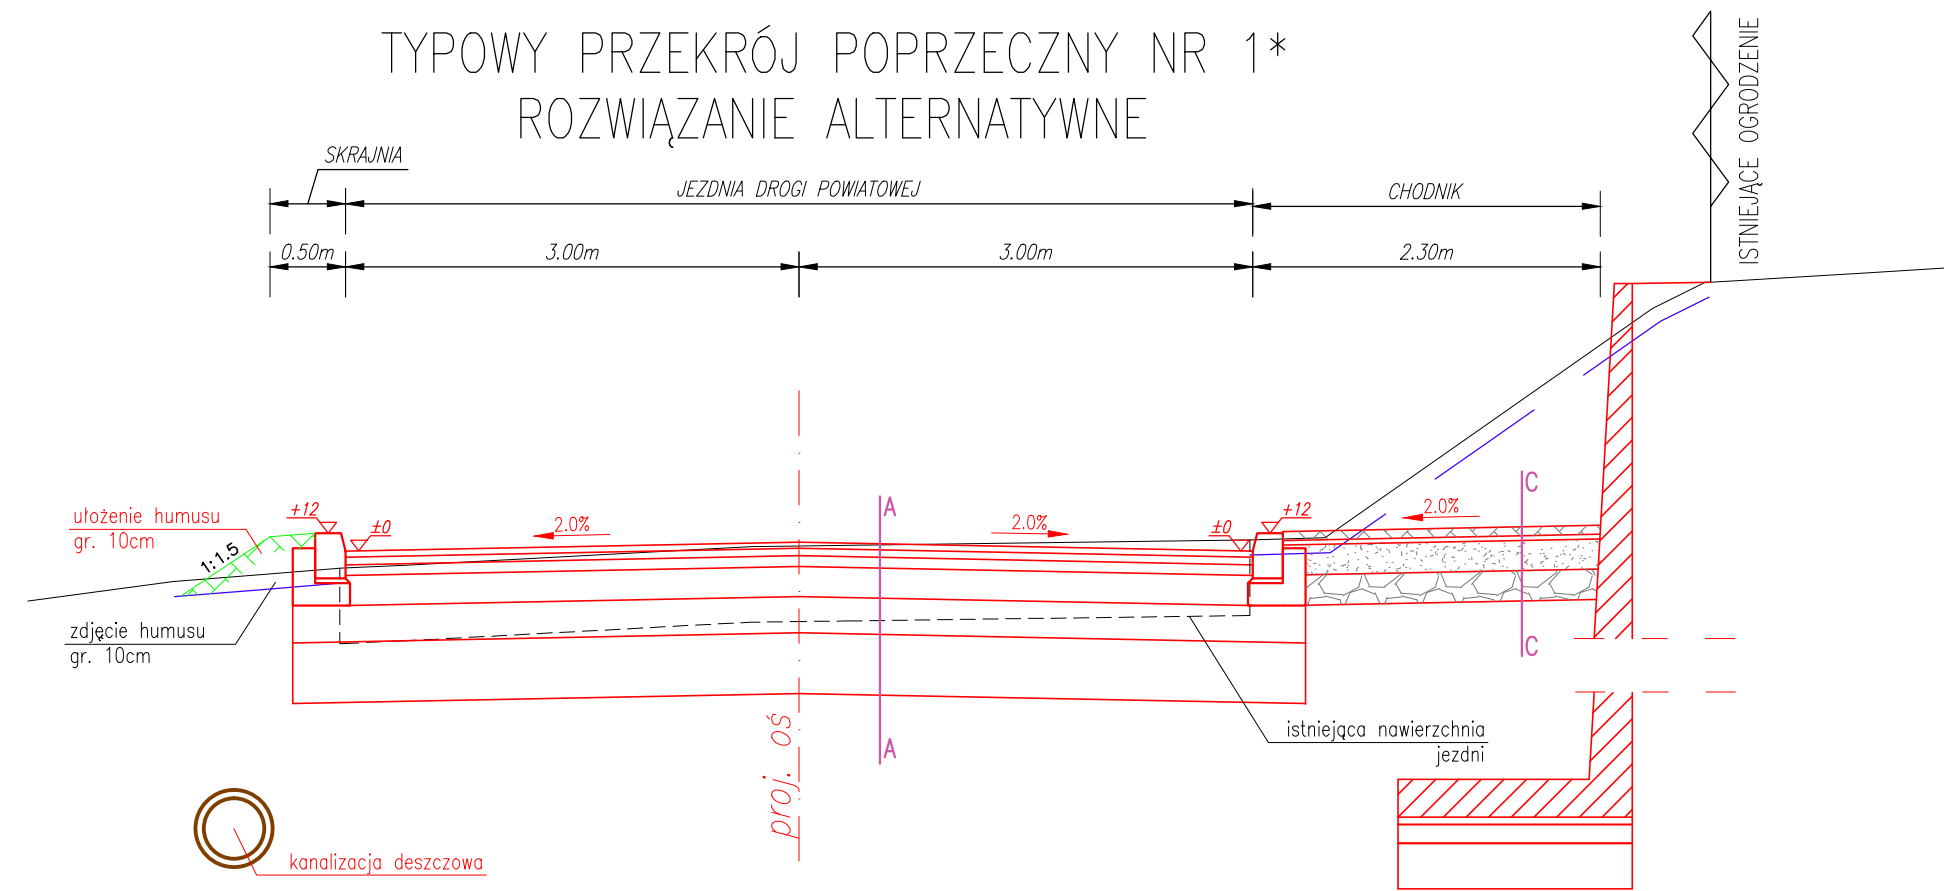 TYPOWY PRZEKRÓJ POPRZECZNY NR 1*
ROZWIĄZANIE ALTERNATYWNE
ISTNIEJĄCE OGRODZENIE
SKRAJNIA
JEZDNIA DROGI POWIATOWEJ
CHODNIK
0.50m
3.00m
3.00m
2.30m
ułożenie humusu
gr. 10cm
1:1.5
+12
±0
2.0%
A
2.0%
±0
+12
2.0%
C
zdjęcie humusu
gr. 10cm
C
A
proj. oś
istniejąca nawierzchnia
jezdni
kanalizacja deszczowa